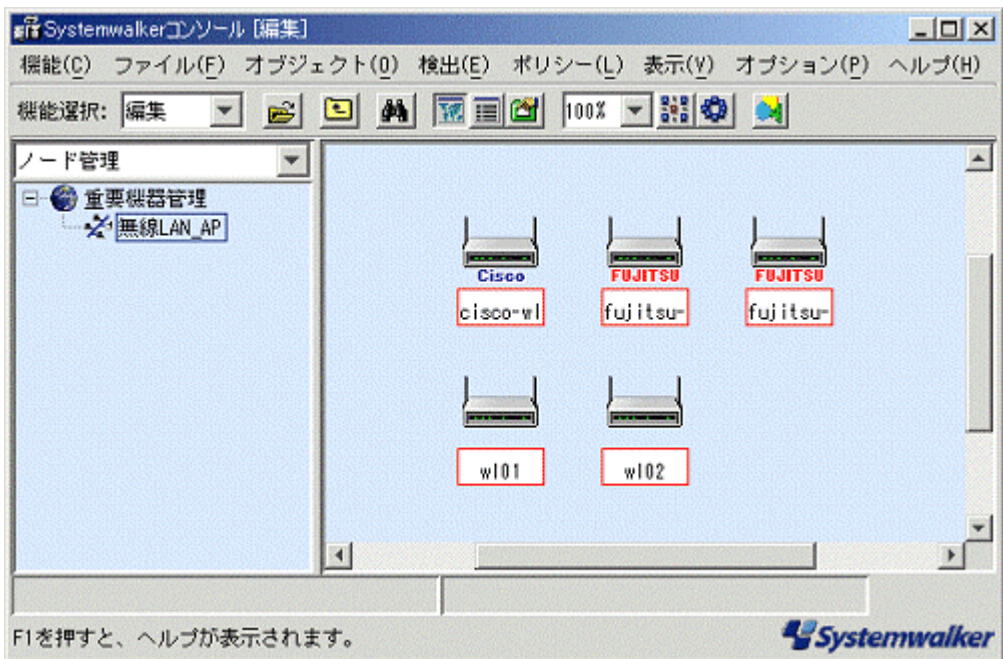 Systemwalkerコンソール [編集]
機能(C) ファイル(F) オブジェクト(O) 検出(E) ポリシー(L) 表示(V) オプション(P) ヘルプ(H)
機能選択: 編集 100%
ノード管理
重要機器管理
無線LAN_AP
Cisco FUJITSU FUJITSU
cisco-wl fujitsu- fujitsu-
wl01 wl02
F1を押すと、ヘルプが表示されます。
Systemwalker